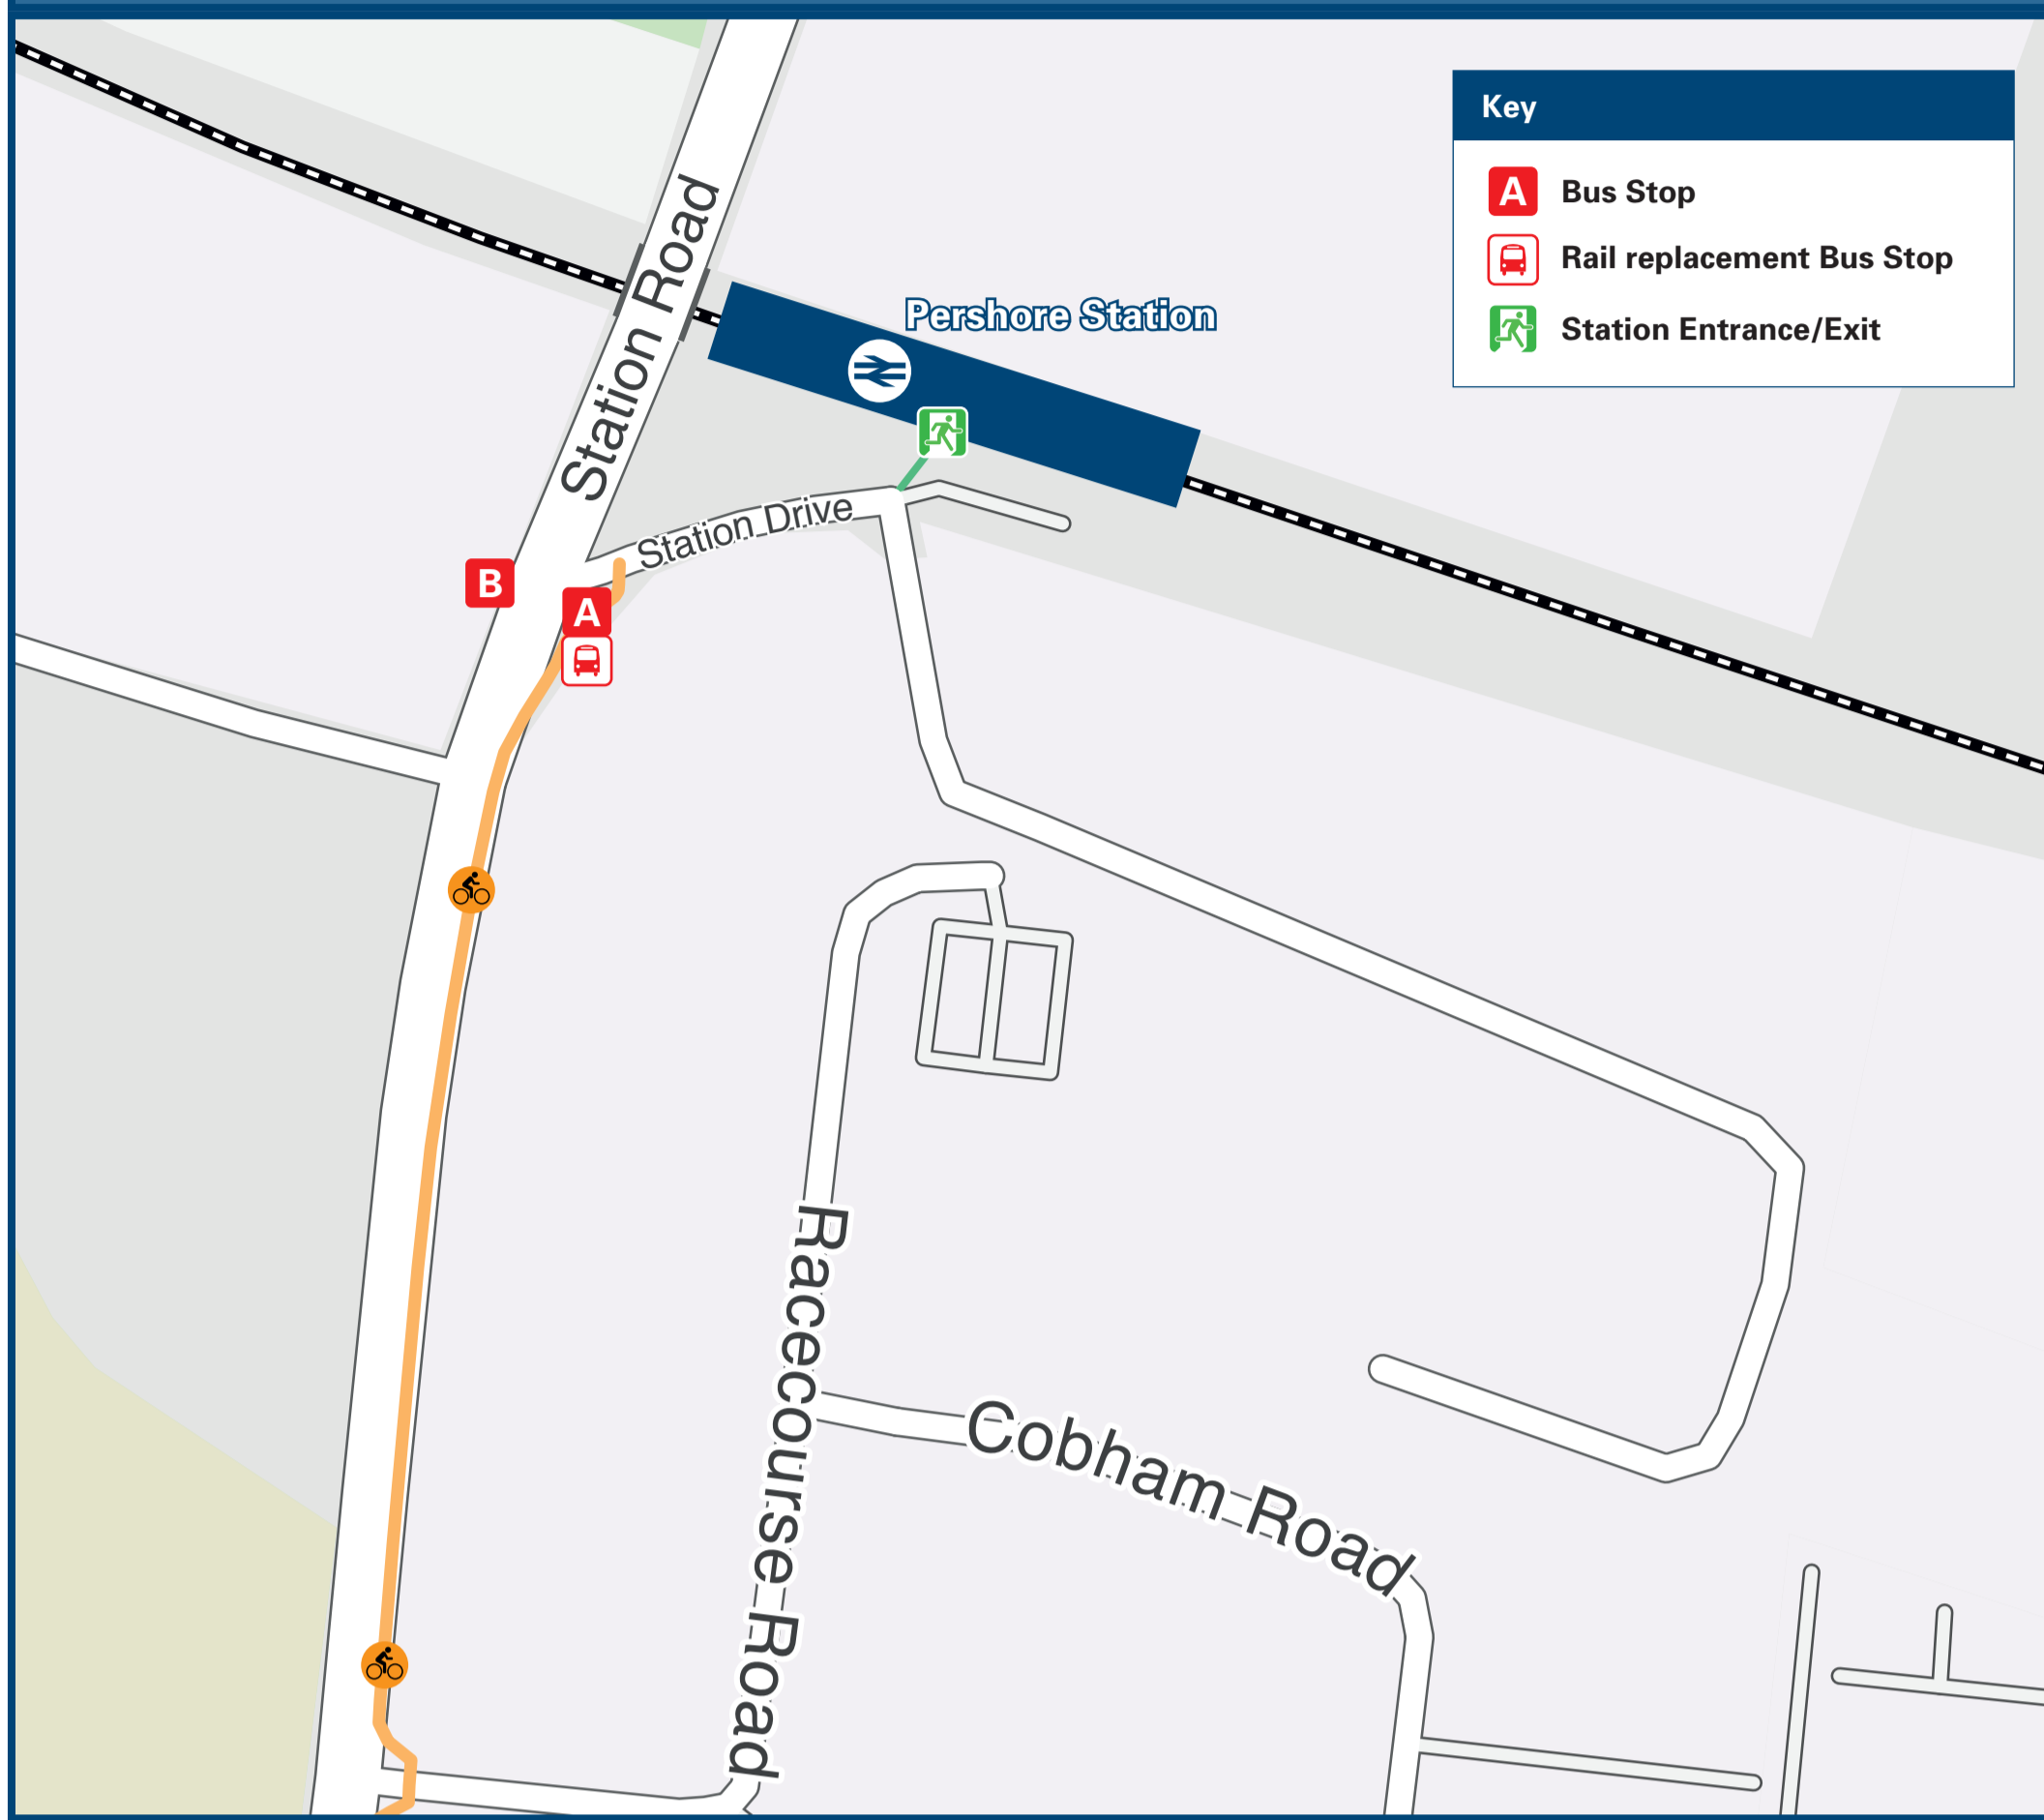 Key
A Bus Stop
Rail replacement Bus Stop
Station Entrance/Exit
Station Road
Pershore Station
Station Drive
B
A
Racecourse Road
Cobham Road